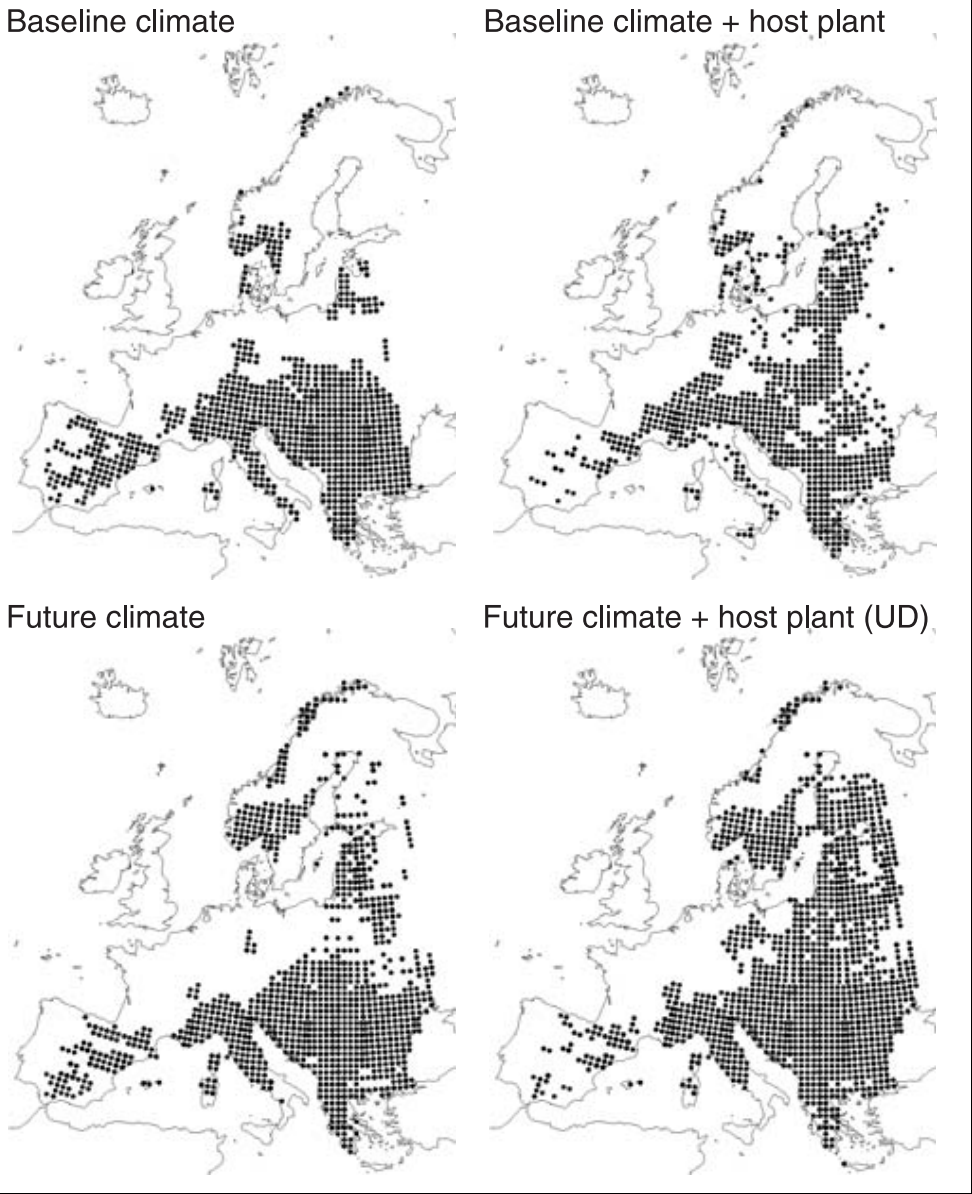 Baseline climate
Baseline climate + host plant
Future climate
Future climate + host plant (UD)